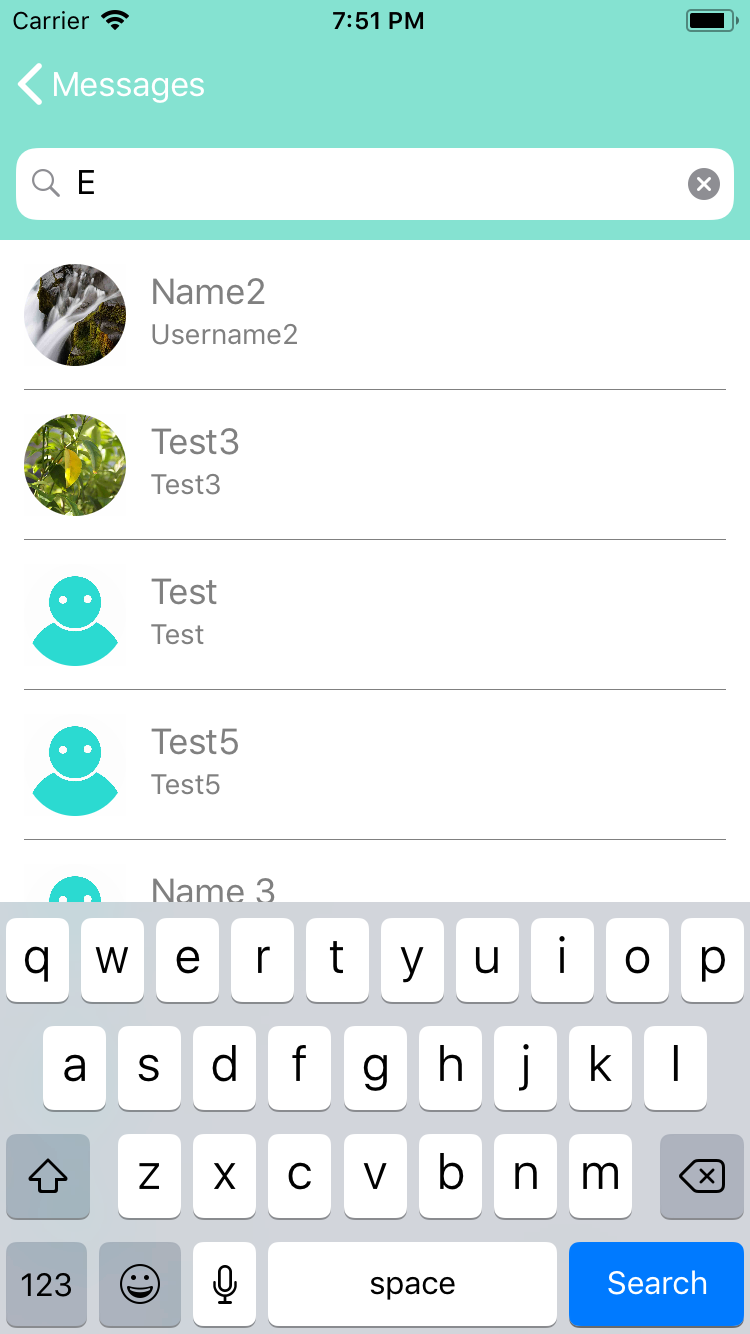 Carrier 7:51 PM
Messages
E
Name2
Username2
Test3
Test3
Test
Test
Test5
Test5
Name 3
q w e r t y u i o p
a s d f g h j k l
z x c v b n m
123 space Search